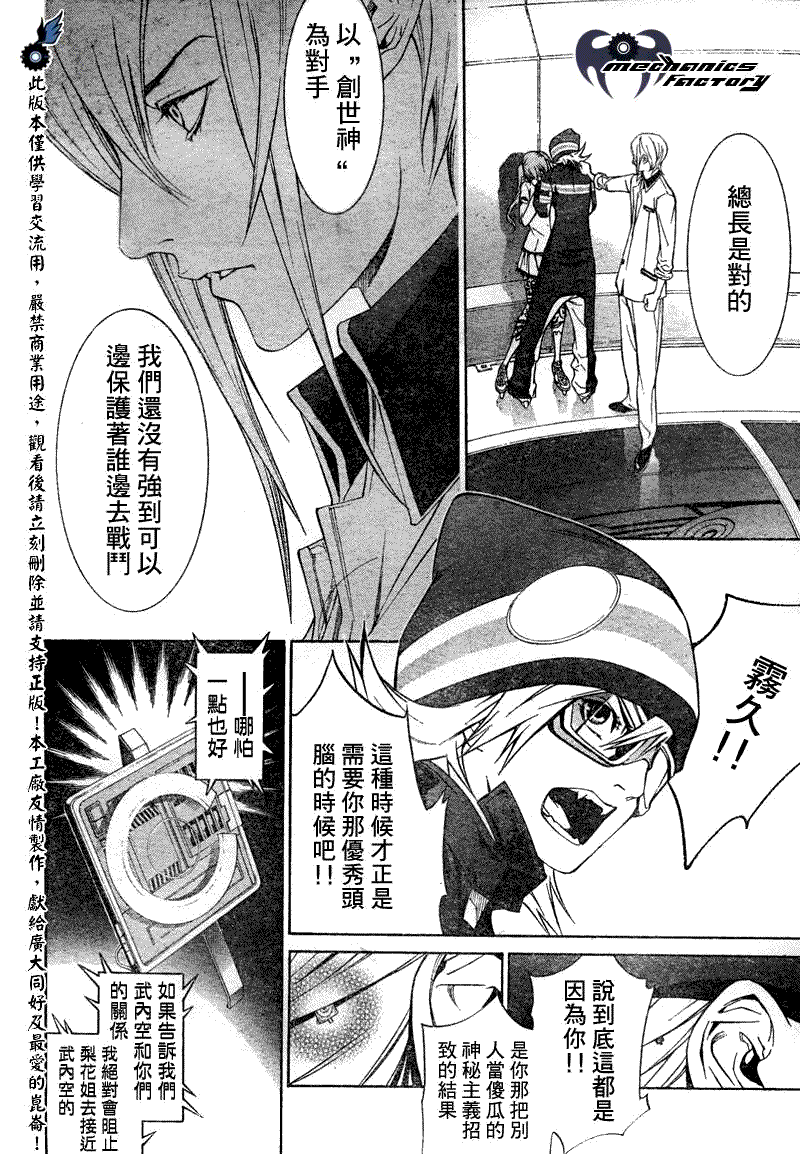 mechanics
Factory
總長是對的
以”創世神“
為對手
我們還沒有強到可以
邊保護著誰邊去戰鬥
霧久!!
這種時候才正是
需要你那優秀頭
腦的時候吧!!
——哪怕
一點也好
說到底這都是
因為你!!
是你那把別
人當傻瓜的
神秘主義招
致的結果
如果告訴我們
武內空和你們
的關係
我絕對會阻止
梨花姐去接近
武內空的
此版本僅供學習交流用，嚴禁商業用途，觀看後請立刻刪除並請支持正版！本工廠友情製作，獻給廣大同好及最愛的崑崙！